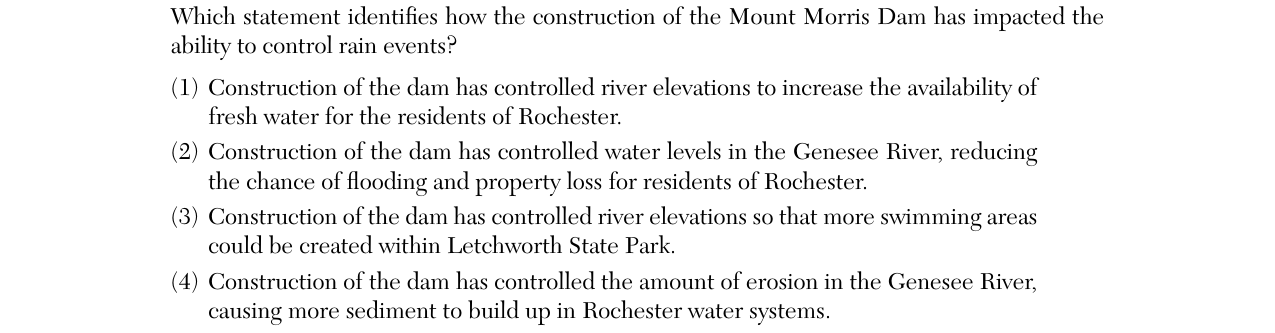 Which statement identifies how the construction of the Mount Morris Dam has impacted the
ability to control rain events?
(1) Construction of the dam has controlled river elevations to increase the availability of
fresh water for the residents of Rochester.
(2) Construction of the dam has controlled water levels in the Genesee River, reducing
the chance of flooding and property loss for residents of Rochester.
(3) Construction of the dam has controlled river elevations so that more swimming areas
could be created within Letchworth State Park.
(4) Construction of the dam has controlled the amount of erosion in the Genesee River,
causing more sediment to build up in Rochester water systems.